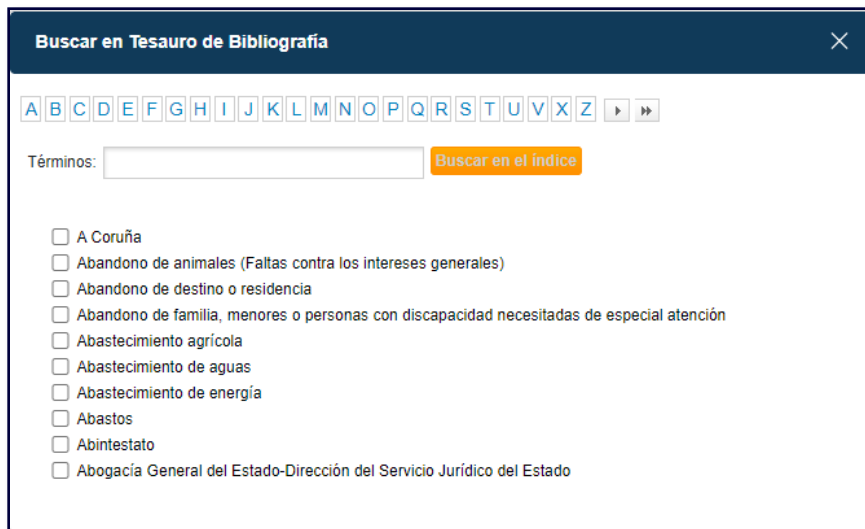 Buscar en Tesauro de Bibliografía
A B C D E F G H I J K L M N O P Q R S T U V X Z
Términos: Buscar en el índice
A Coruña
Abandono de animales (Faltas contra los intereses generales)
Abandono de destino o residencia
Abandono de familia, menores o personas con discapacidad necesitadas de especial atención
Abastecimiento agrícola
Abastecimiento de aguas
Abastecimiento de energía
Abastos
Abintestato
Abogacía General del Estado-Dirección del Servicio Jurídico del Estado